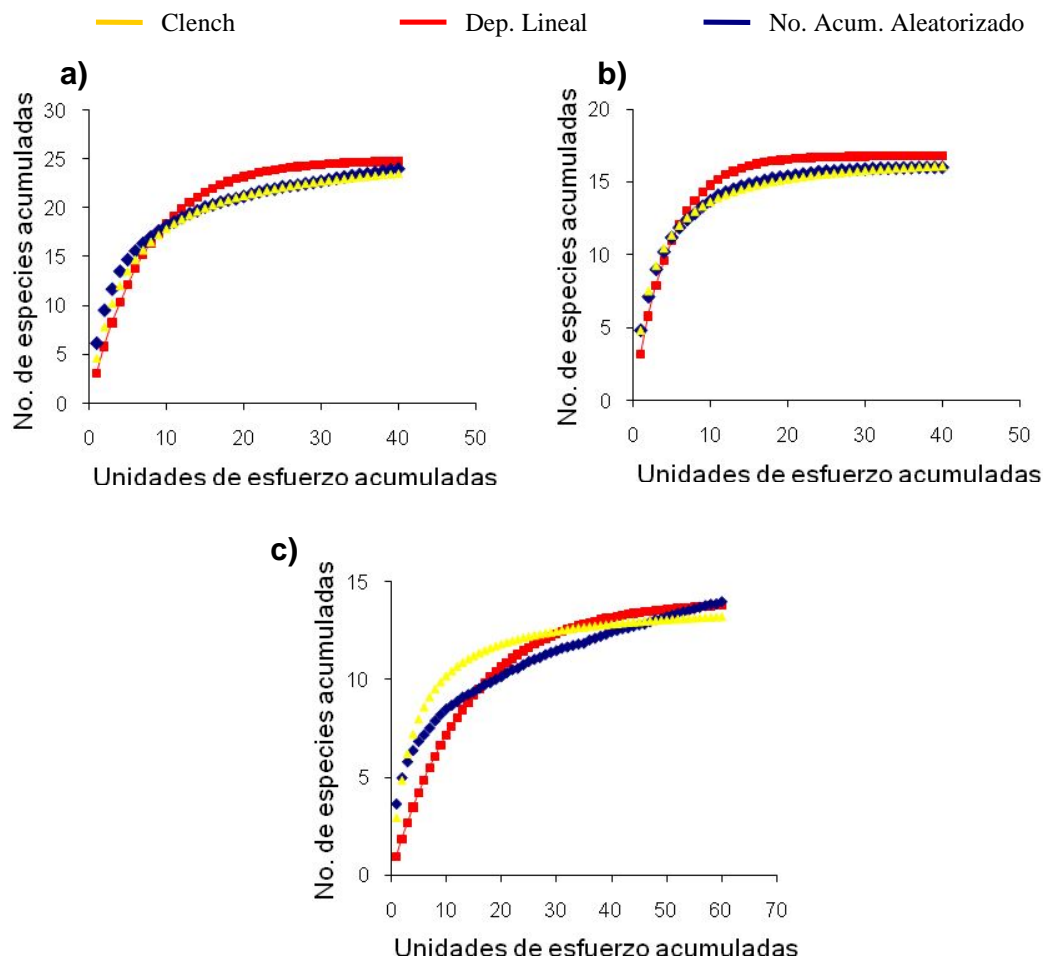 Clench Dep. Lineal No. Acum. Aleatorizado
a)
No. de especies acumuladas
30
25
20
15
10
5
0
0 10 20 30 40 50
Unidades de esfuerzo acumuladas
b)
No. de especies acumuladas
20
15
10
5
0
0 10 20 30 40 50
Unidades de esfuerzo acumuladas
c)
No. de especies acumuladas
15
10
5
0
0 10 20 30 40 50 60 70
Unidades de esfuerzo acumuladas